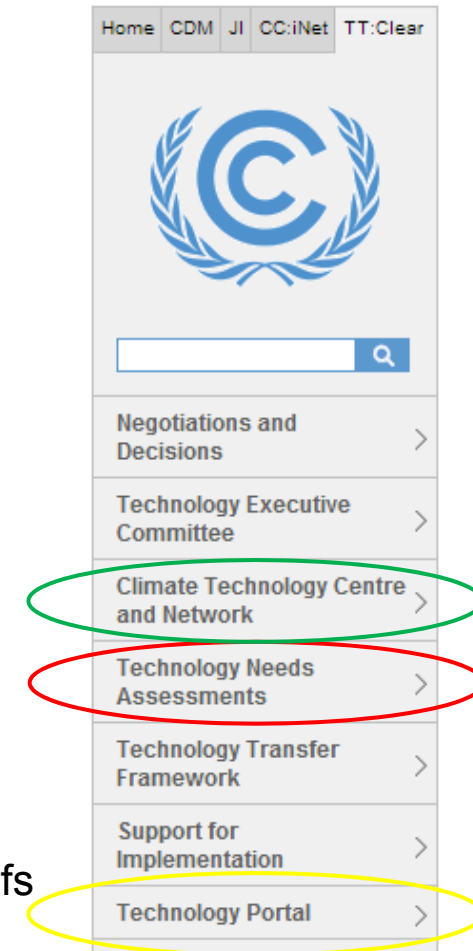 Home CDM JI CC:iNet TT:Clear
Negotiations and
Decisions
Technology Executive
Committee
Climate Technology Centre
and Network
Technology Needs
Assessments
Technology Transfer
Framework
Support for
Implementation
fs
Technology Portal